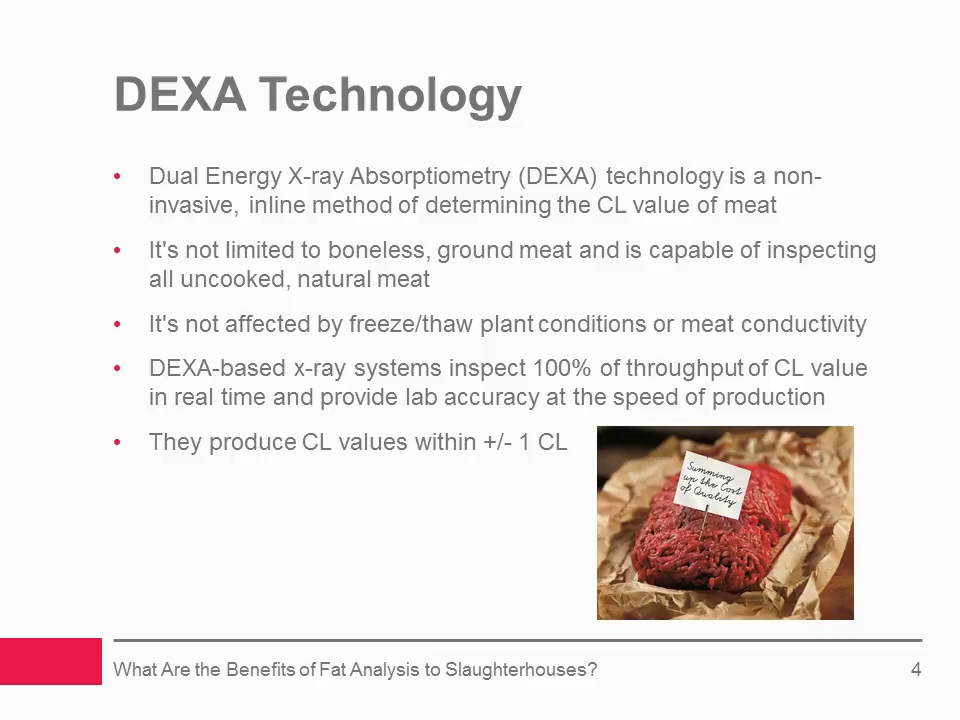 DEXA Technology
• Dual Energy X-ray Absorptiometry (DEXA) technology is a non-
invasive, inline method of determining the CL value of meat
• It's not limited to boneless, ground meat and is capable of inspecting
all uncooked, natural meat
• It's not affected by freeze/thaw plant conditions or meat conductivity
• DEXA-based x-ray systems inspect 100% of throughput of CL value
in real time and provide lab accuracy at the speed of production
• They produce CL values within +/- 1 CL
Summing
up the Cost
of Quality
What Are the Benefits of Fat Analysis to Slaughterhouses?
4